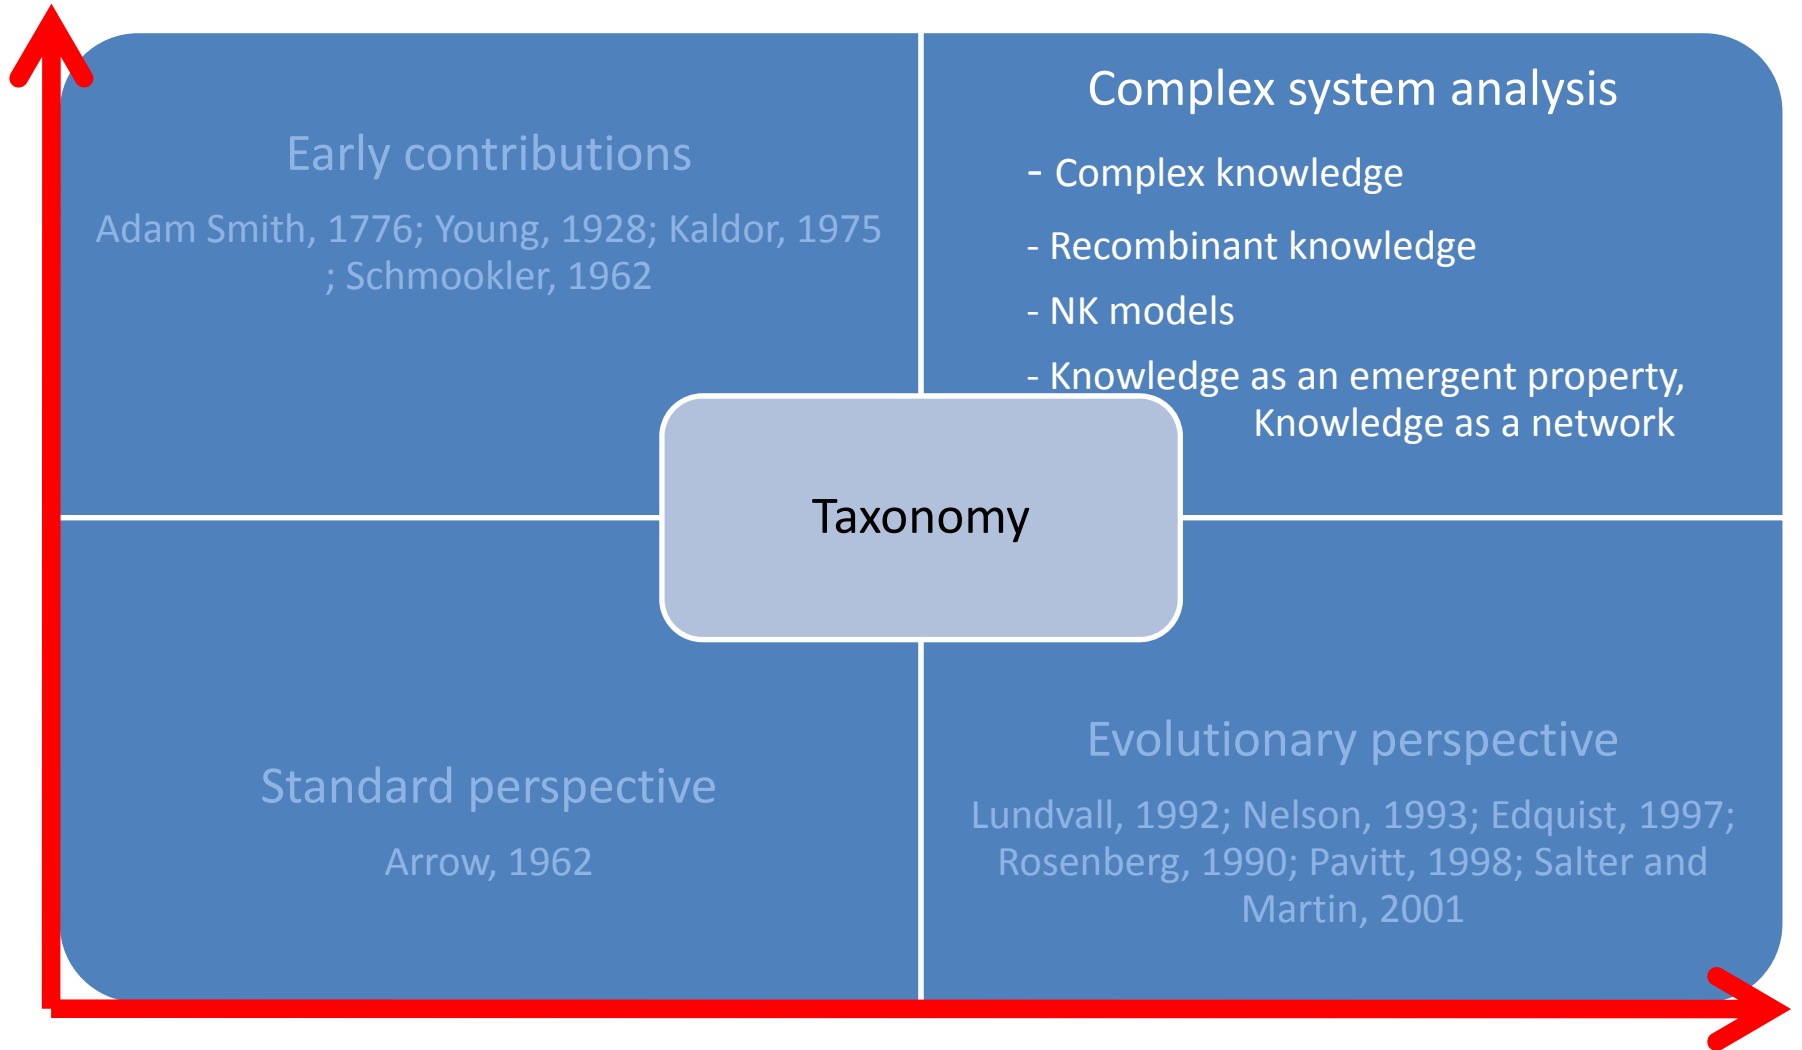 Early contributions
Adam Smith, 1776; Young, 1928; Kaldor, 1975
; Schmookler, 1962
Complex system analysis
- Complex knowledge
- Recombinant knowledge
- NK models
- Knowledge as an emergent property,
Knowledge as a network
Taxonomy
Standard perspective
Arrow, 1962
Evolutionary perspective
Lundvall, 1992; Nelson, 1993; Edquist, 1997;
Rosenberg, 1990; Pavitt, 1998; Salter and
Martin, 2001